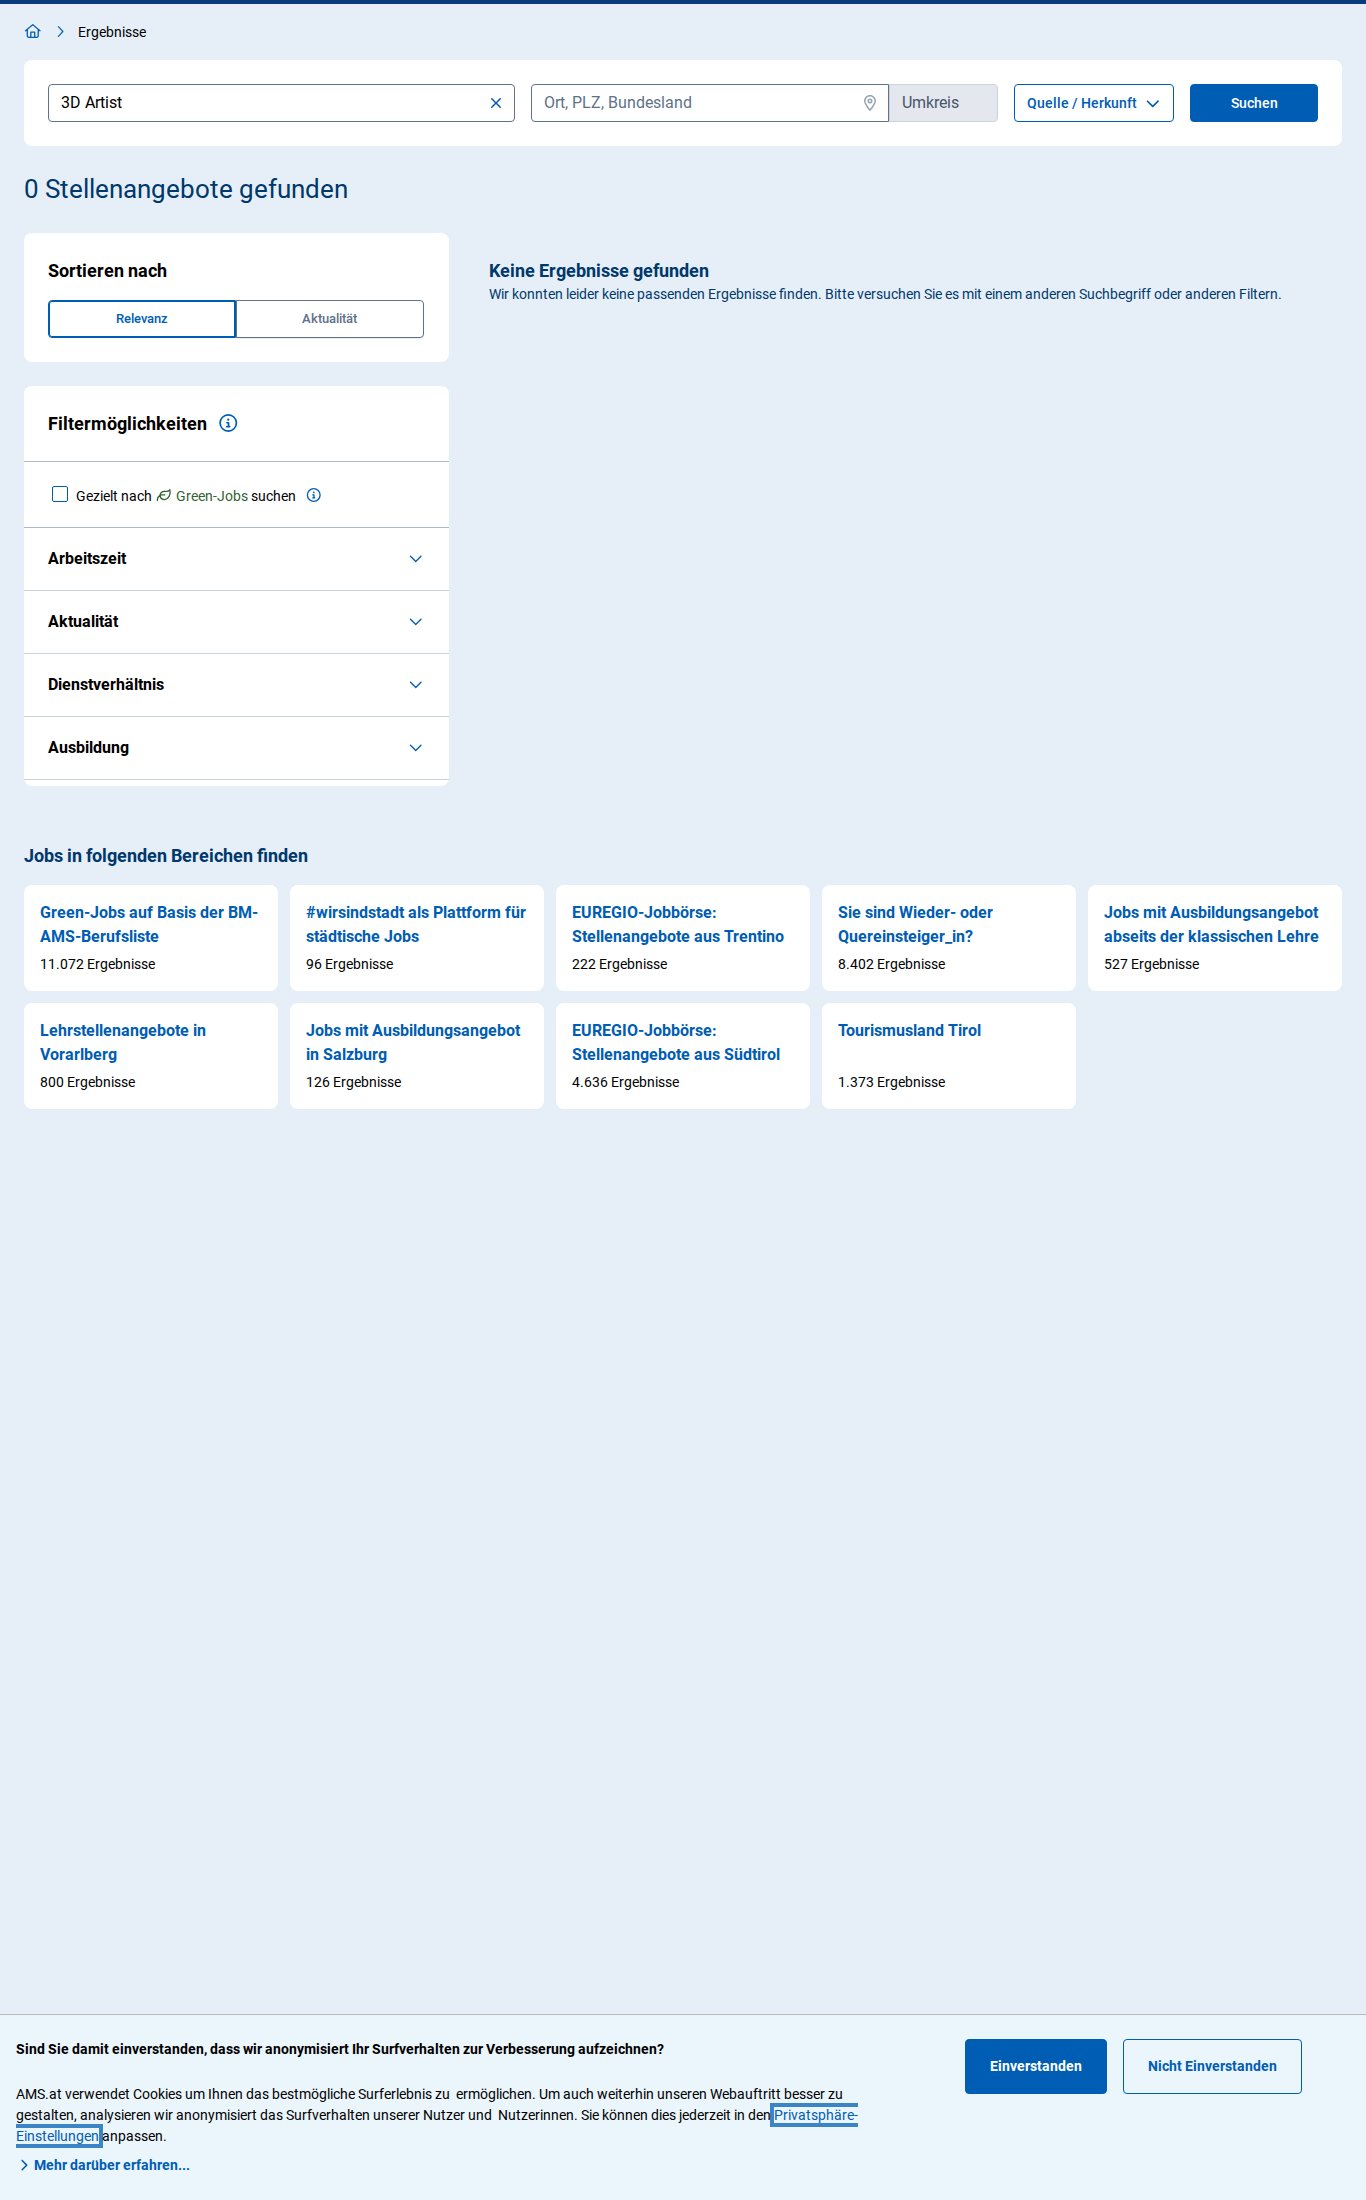 Ergebnisse
3D Artist
Ort, PLZ, Bundesland
Umkreis
Quelle / Herkunft
Suchen
0 Stellenangebote gefunden
Sortieren nach
Relevanz
Aktualität
Keine Ergebnisse gefunden
Wir konnten leider keine passenden Ergebnisse finden. Bitte versuchen Sie es mit einem anderen Suchbegriff oder anderen Filtern.
Filtermöglichkeiten
Gezielt nach Green-Jobs suchen
Arbeitszeit
Aktualität
Dienstverhältnis
Ausbildung
Jobs in folgenden Bereichen finden
Green-Jobs auf Basis der BM-
AMS-Berufsliste
11.072 Ergebnisse
#wirsindstadt als Plattform für
städtische Jobs
96 Ergebnisse
EUREGIO-Jobbörse:
Stellenangebote aus Trentino
222 Ergebnisse
Sie sind Wieder- oder
Quereinsteiger_in?
8.402 Ergebnisse
Jobs mit Ausbildungsangebot
abseits der klassischen Lehre
527 Ergebnisse
Lehrstellenangebote in
Vorarlberg
800 Ergebnisse
Jobs mit Ausbildungsangebot
in Salzburg
126 Ergebnisse
EUREGIO-Jobbörse:
Stellenangebote aus Südtirol
4.636 Ergebnisse
Tourismusland Tirol
1.373 Ergebnisse
Sind Sie damit einverstanden, dass wir anonymisiert Ihr Surfverhalten zur Verbesserung aufzeichnen?
AMS.at verwendet Cookies um Ihnen das bestmögliche Surferlebnis zu ermöglichen. Um auch weiterhin unseren Webauftritt besser zu
gestalten, analysieren wir anonymisiert das Surfverhalten unserer Nutzer und Nutzerinnen. Sie können dies jederzeit in den Privatsphäre-
Einstellungen anpassen.
Mehr darüber erfahren...
Einverstanden
Nicht Einverstanden